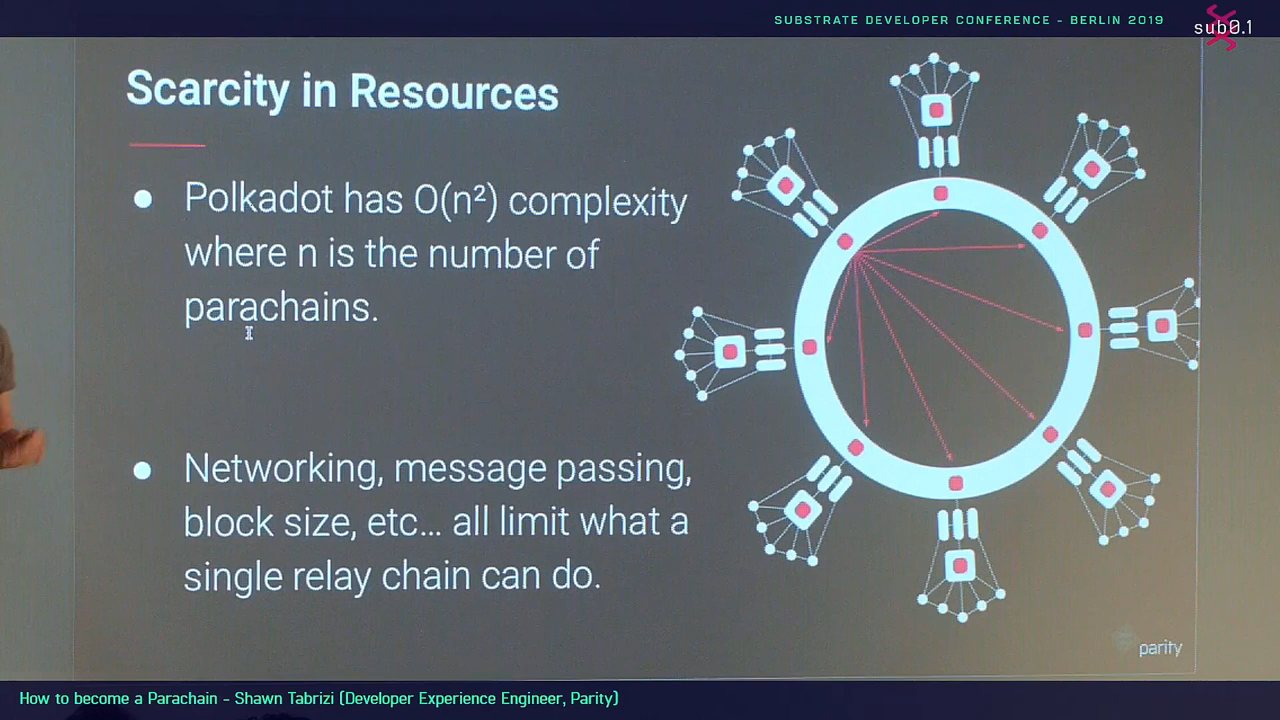 SUBSTRATE DEVELOPER CONFERENCE - BERLIN 2019
sub0.1
Scarcity in Resources
● Polkadot has O(n²) complexity
where n is the number of
parachains.
● Networking, message passing,
block size, etc… all limit what a
single relay chain can do.
parity
How to become a Parachain - Shawn Tabrizi (Developer Experience Engineer, Parity)